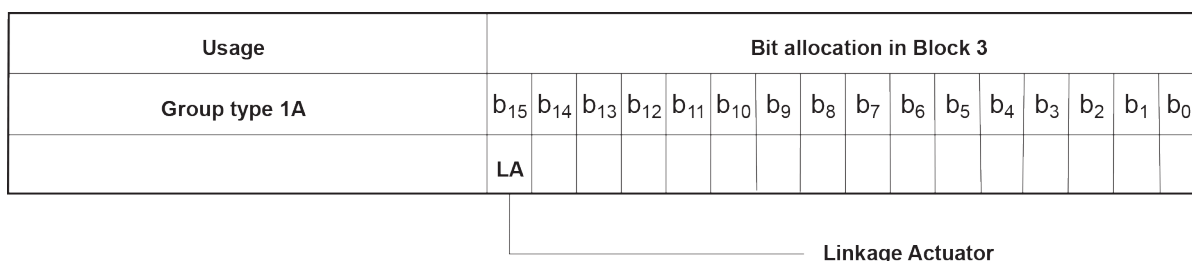 Usage Bit allocation in Block 3
Group type 1A b15 b14 b13 b12 b11 b10 b9 b8 b7 b6 b5 b4 b3 b2 b1 b0
LA
Linkage Actuator